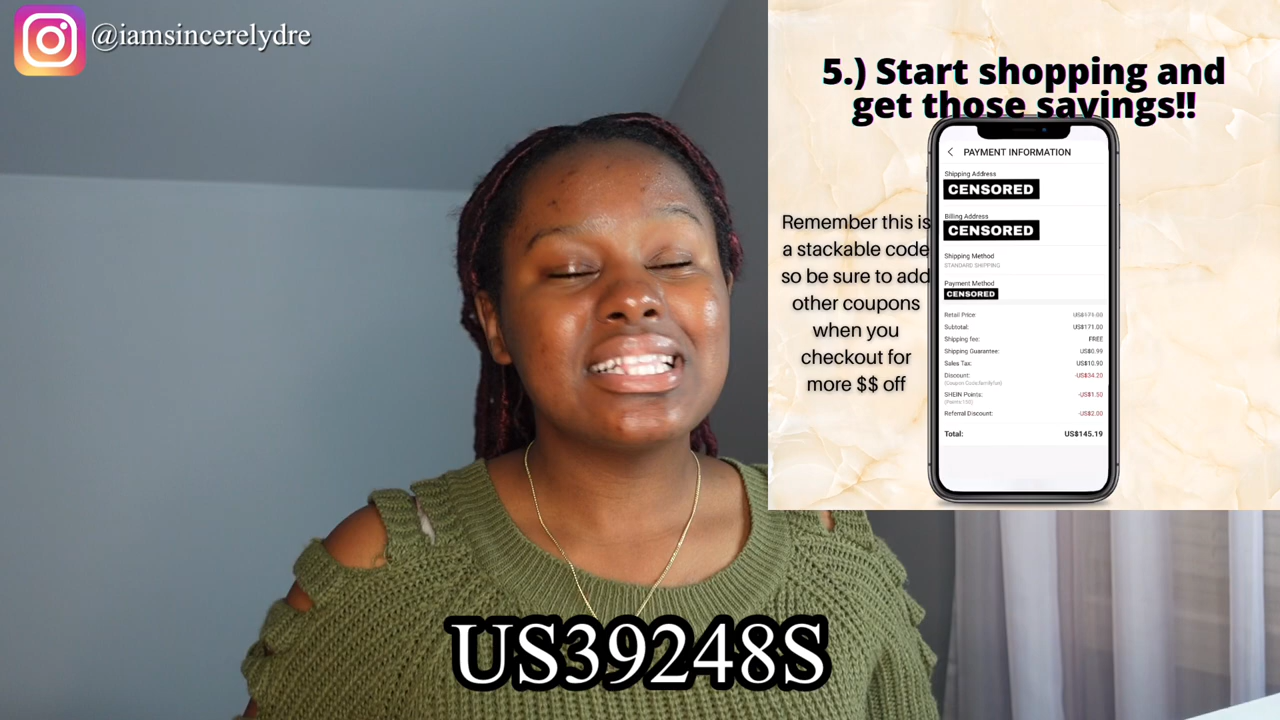 @iamsincerelydre
5.) Start shopping and
get those savings!!
Remember this is
a stackable code
so be sure to add
other coupons
when you
checkout for
more $$ off
PAYMENT INFORMATION
Shipping Address
CENSORED
Billing Address
CENSORED
Shipping Method
STANDARD SHIPPING
Payment Method
CENSORED
Retail Price: US$171.00
Subtotal: US$171.00
Shipping fee: FREE
Shipping Guarantee: US$0.99
Sales Tax: US$10.90
Discount: -US$34.20
SHEIN Points: -US$1.50
Referral Discount: -US$2.00
Total: US$145.19
US39248S